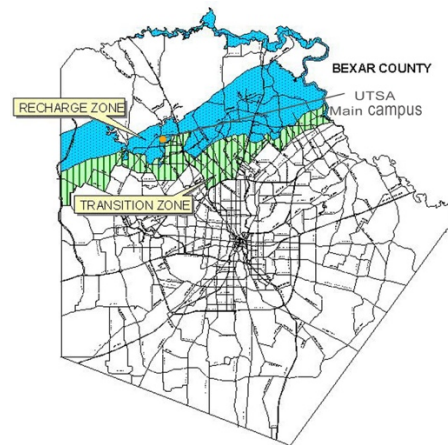 BEXAR COUNTY
UTSA
Main campus
RECHARGE ZONE
TRANSITION ZONE